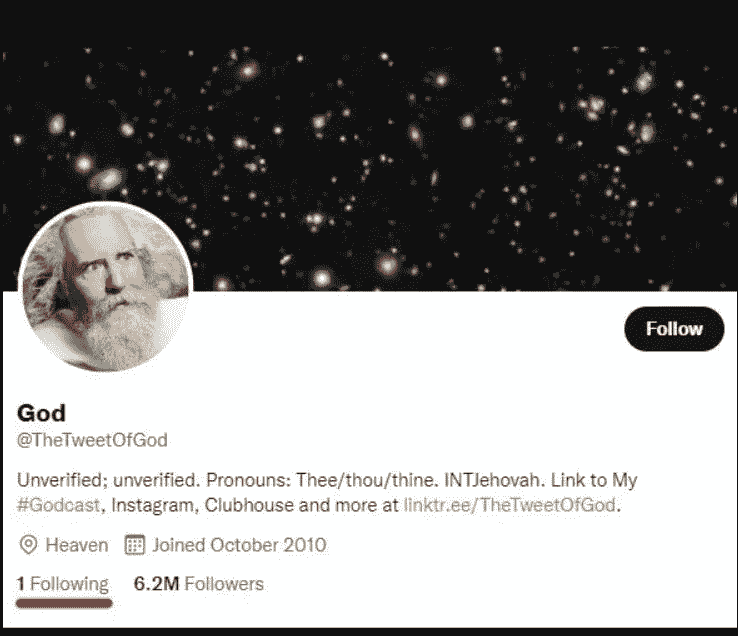 Follow
God
@TheTweetOfGod
Unverified; unverified. Pronouns: Thee/thou/thine. INTJehovah. Link to My
#Godcast, Instagram, Clubhouse and more at linktr.ee/TheTweetOfGod.
Heaven Joined October 2010
1 Following 6.2M Followers